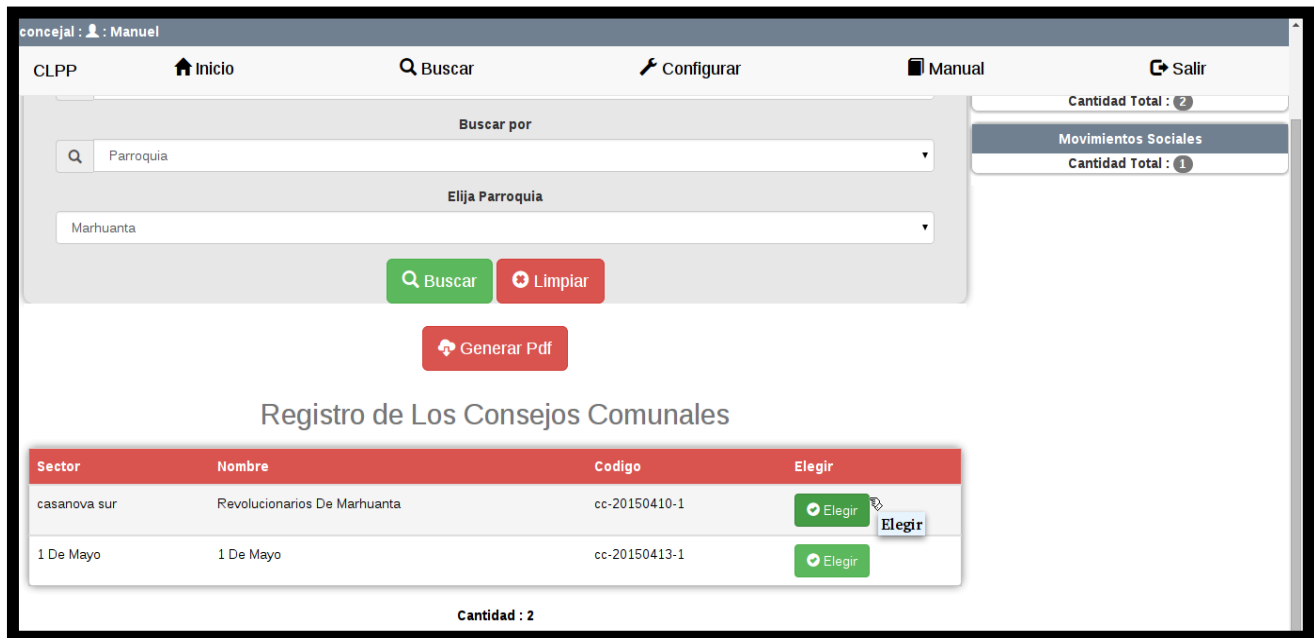 concejal : : Manuel
CLPP Inicio Buscar Configurar Manual Salir
Cantidad Total : 2
Buscar por
Parroquia
Movimientos Sociales
Cantidad Total : 1
Elija Parroquia
Marhuanta
Buscar Limpiar
Generar Pdf
Registro de Los Consejos Comunales
Sector Nombre Codigo Elegir
casanova sur Revolucionarios De Marhuanta cc-20150410-1 Elegir
Elegir
1 De Mayo 1 De Mayo cc-20150413-1 Elegir
Cantidad : 2